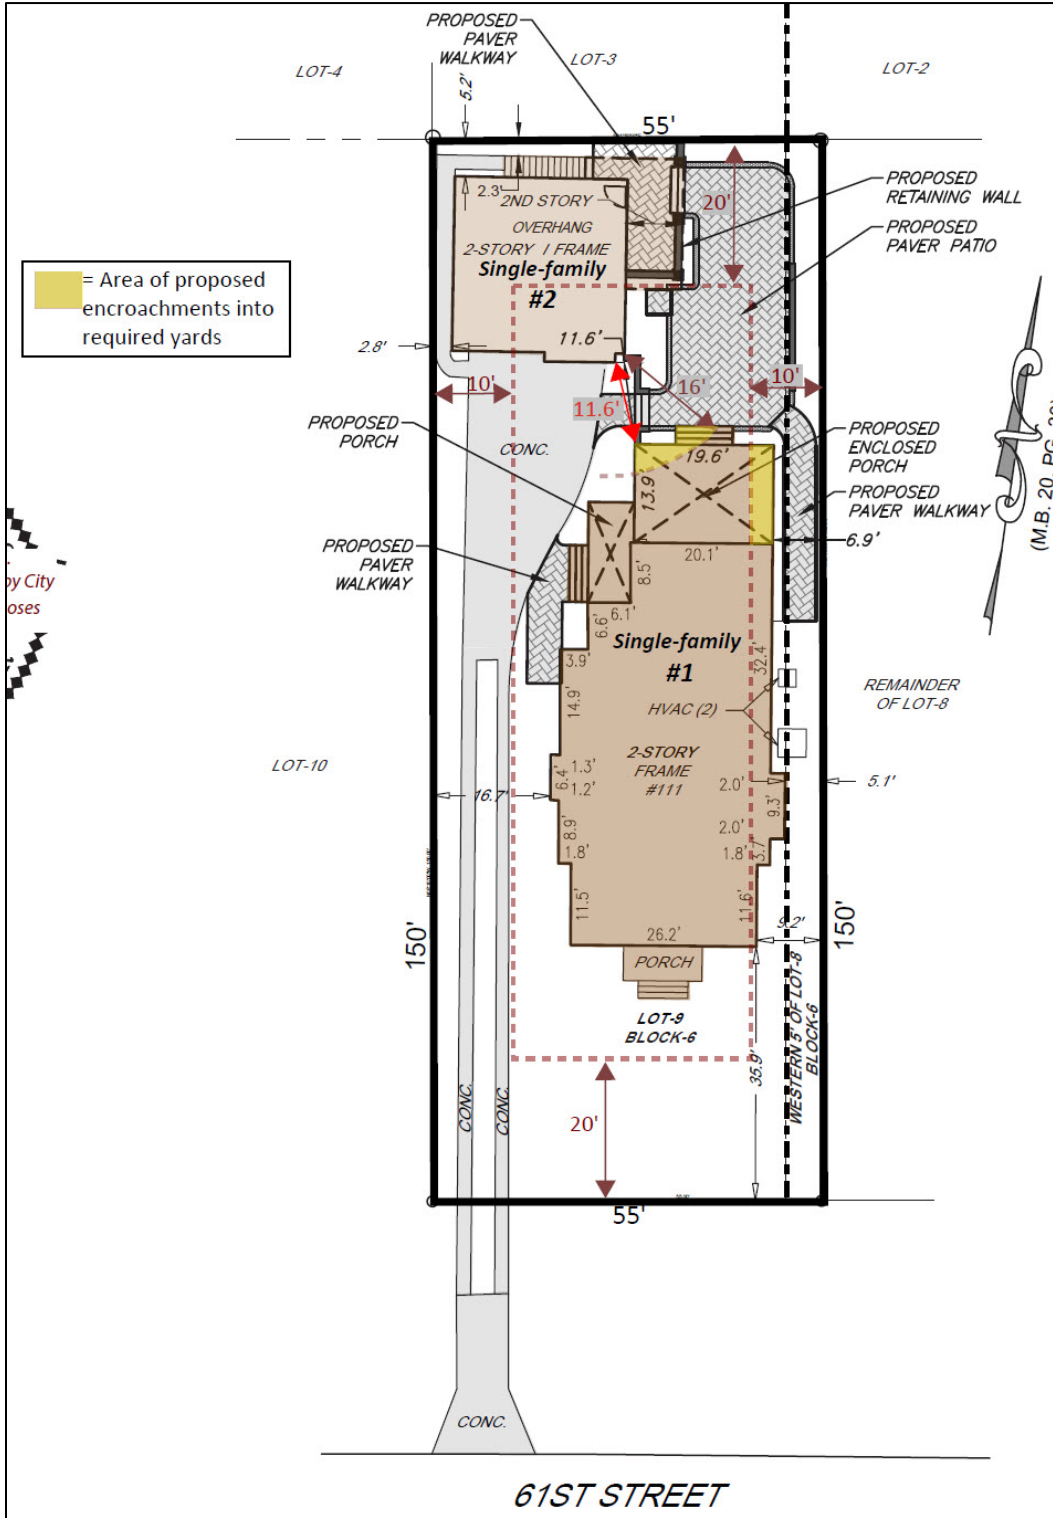 PROPOSED
PAVER
WALKWAY
LOT-4
LOT-3
LOT-2
5.2'
55'
PROPOSED
RETAINING WALL
PROPOSED
PAVER PATIO
2.3'
2ND STORY
OVERHANG
2-STORY / FRAME
Single-family
#2
20'
= Area of proposed
encroachments into
required yards
11.6'
2.8'
10'
16'
10'
11.6'
PROPOSED
PORCH
CONC.
PROPOSED
ENCLOSED
PORCH
19.6'
13.9'
PROPOSED
PAVER WALKWAY
6.9'
(M.B. 20, PG.
PROPOSED
PAVER
WALKWAY
20.1'
8.5'
6.1'
6.6'
by City
oses
Single-family
#1
3.9'
32.4'
14.9'
HVAC (2)
REMAINDER
OF LOT-8
LOT-10
2-STORY
FRAME
#111
1.3'
6.4'
1.2'
16.7'
2.0'
5.1'
9.3'
8.9'
2.0'
1.8'
1.8'
3.7'
11.5'
11.6'
150'
26.2'
9.2'
150'
PORCH
LOT-9
BLOCK-6
WESTERN 5' OF LOT-8
BLOCK-6
35.9'
CONC.
CONC.
20'
55'
CONC.
61ST STREET